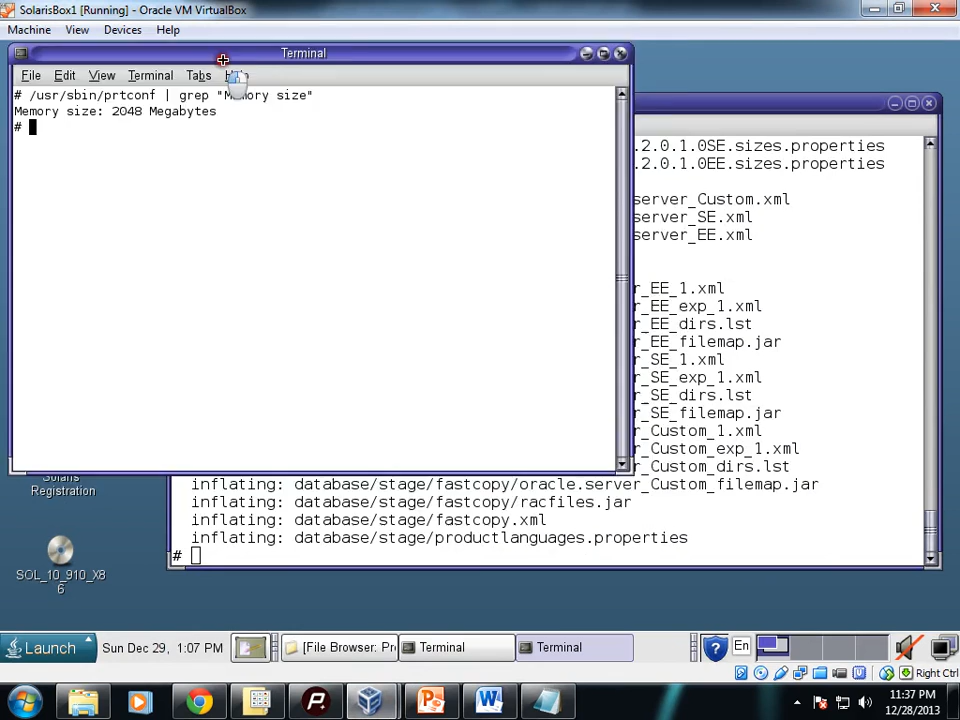 SolarisBox1 [Running] - Oracle VM VirtualBox
Machine View Devices Help
Terminal
File Edit View Terminal Tabs
# /usr/sbin/prtconf | grep "Memory size"
Memory size: 2048 Megabytes
#
.2.0.1.0SE.sizes.properties
.2.0.1.0EE.sizes.properties
server_Custom.xml
server_SE.xml
server_EE.xml
r_EE_1.xml
r_EE_exp_1.xml
r_EE_dirs.lst
r_EE_filemap.jar
r_SE_1.xml
r_SE_exp_1.xml
r_SE_dirs.lst
r_SE_filemap.jar
r_Custom_1.xml
r_Custom_exp_1.xml
r_Custom_dirs.lst
inflating: database/stage/fastcopy/oracle.server_Custom_filemap.jar
inflating: database/stage/fastcopy/racfiles.jar
inflating: database/stage/fastcopy.xml
inflating: database/stage/productlanguages.properties
#
Solaris
Registration
SOL_10_910_X8
6
Launch Sun Dec 29, 1:07 PM [File Browser: Pr Terminal Terminal En
Right Ctrl
11:37 PM
12/28/2013